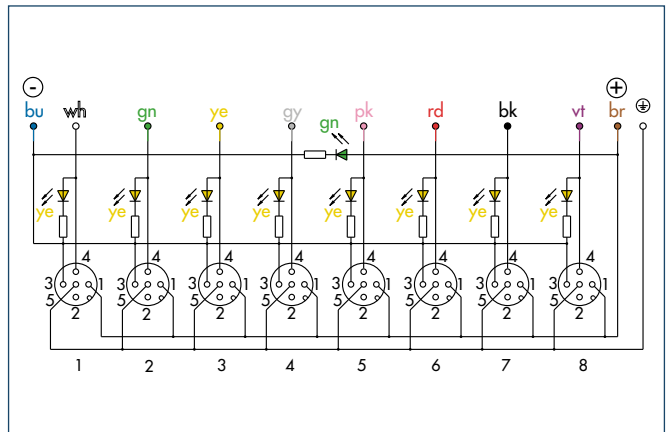 - +
bu wh gn ye gy pk rd bk vt br
gn
ye ye ye ye ye ye ye ye
4 4 4 4 4 4 4 4
3 1 3 1 3 1 3 1 3 1 3 1 3 1 3 1
5 5 5 5 5 5 5 5
2 2 2 2 2 2 2 2
1 2 3 4 5 6 7 8